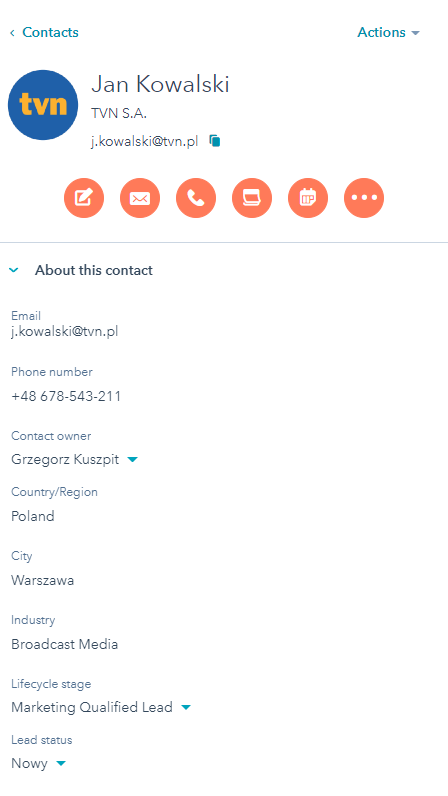 Contacts
Actions
tvn
Jan Kowalski
TVN S.A.
j.kowalski@tvn.pl
About this contact
Email
j.kowalski@tvn.pl
Phone number
+48 678-543-211
Contact owner
Grzegorz Kuszpit
Country/Region
Poland
City
Warszawa
Industry
Broadcast Media
Lifecycle stage
Marketing Qualified Lead
Lead status
Nowy